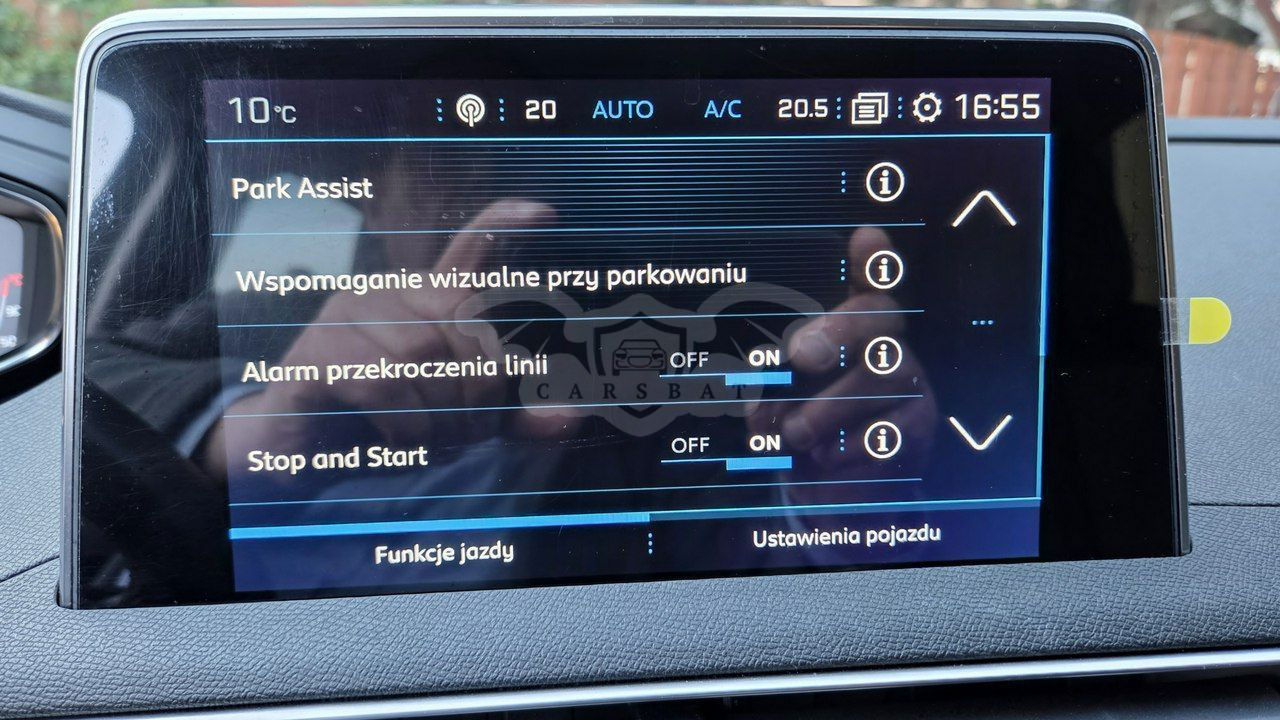 10°C 20 AUTO A/C 20.5 16:55
Park Assist
Wspomaganie wizualne przy parkowaniu
Alarm przekroczenia linii OFF ON
CARSBAT
Stop and Start OFF ON
Funkcje jazdy Ustawienia pojazdu